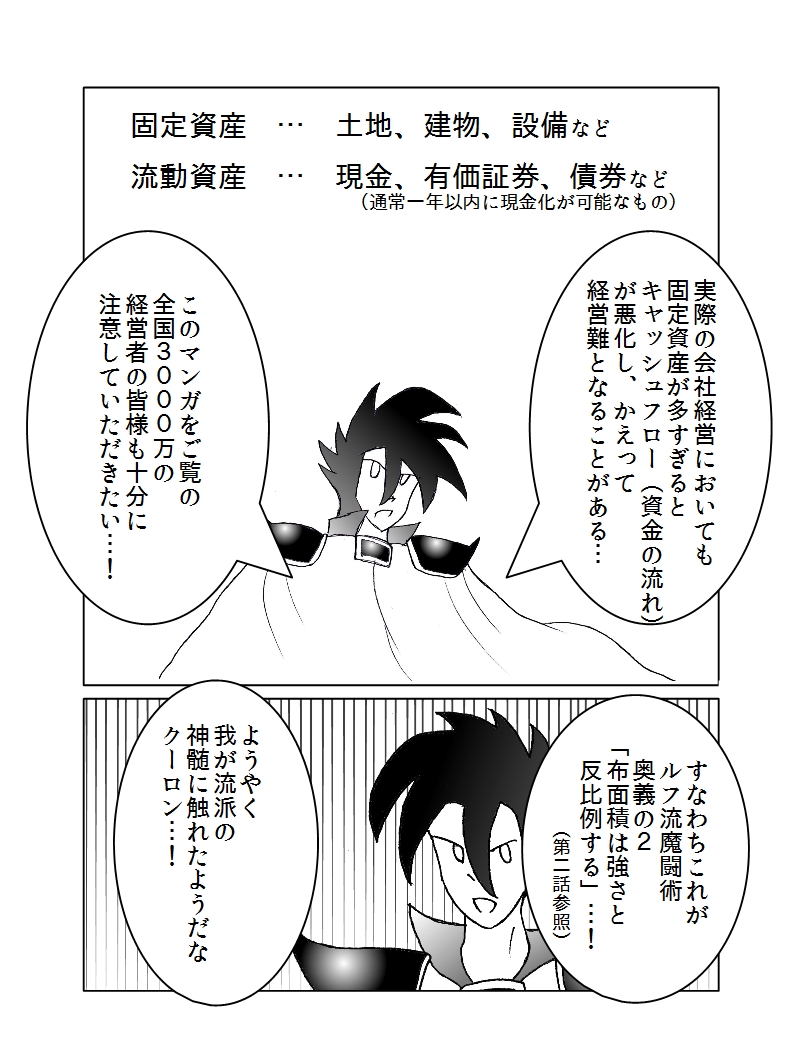 固定資産　…　土地、建物、設備など
流動資産　…　現金、有価証券、債券など
（通常一年以内に現金化が可能なもの）
実際の会社経営においても
固定資産が多すぎると
キャッシュフロー（資金の流れ）
が悪化し、かえって
経営難となることがある…
このマンガをご覧の
全国３０００万の
経営者の皆様も十分に
注意していただきたい…！
すなわちこれが
ルフ流魔闘術
奥義の２
「布面積は強さと
反比例する」…！
（第二話参照）
ようやく
我が流派の
神髄に触れたようだな
クーロン…！